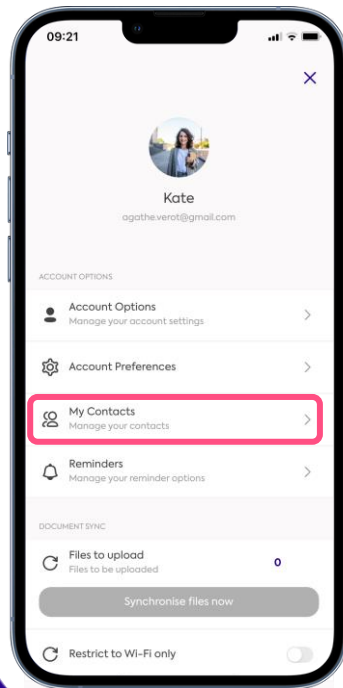 09:21
Kate
agathe.verot@gmail.com
ACCOUNT OPTIONS
Account Options
Manage your account settings
Account Preferences
My Contacts
Manage your contacts
Reminders
Manage your reminder options
DOCUMENT SYNC
Files to upload
Files to be uploaded
0
Synchronise files now
Restrict to Wi-Fi only